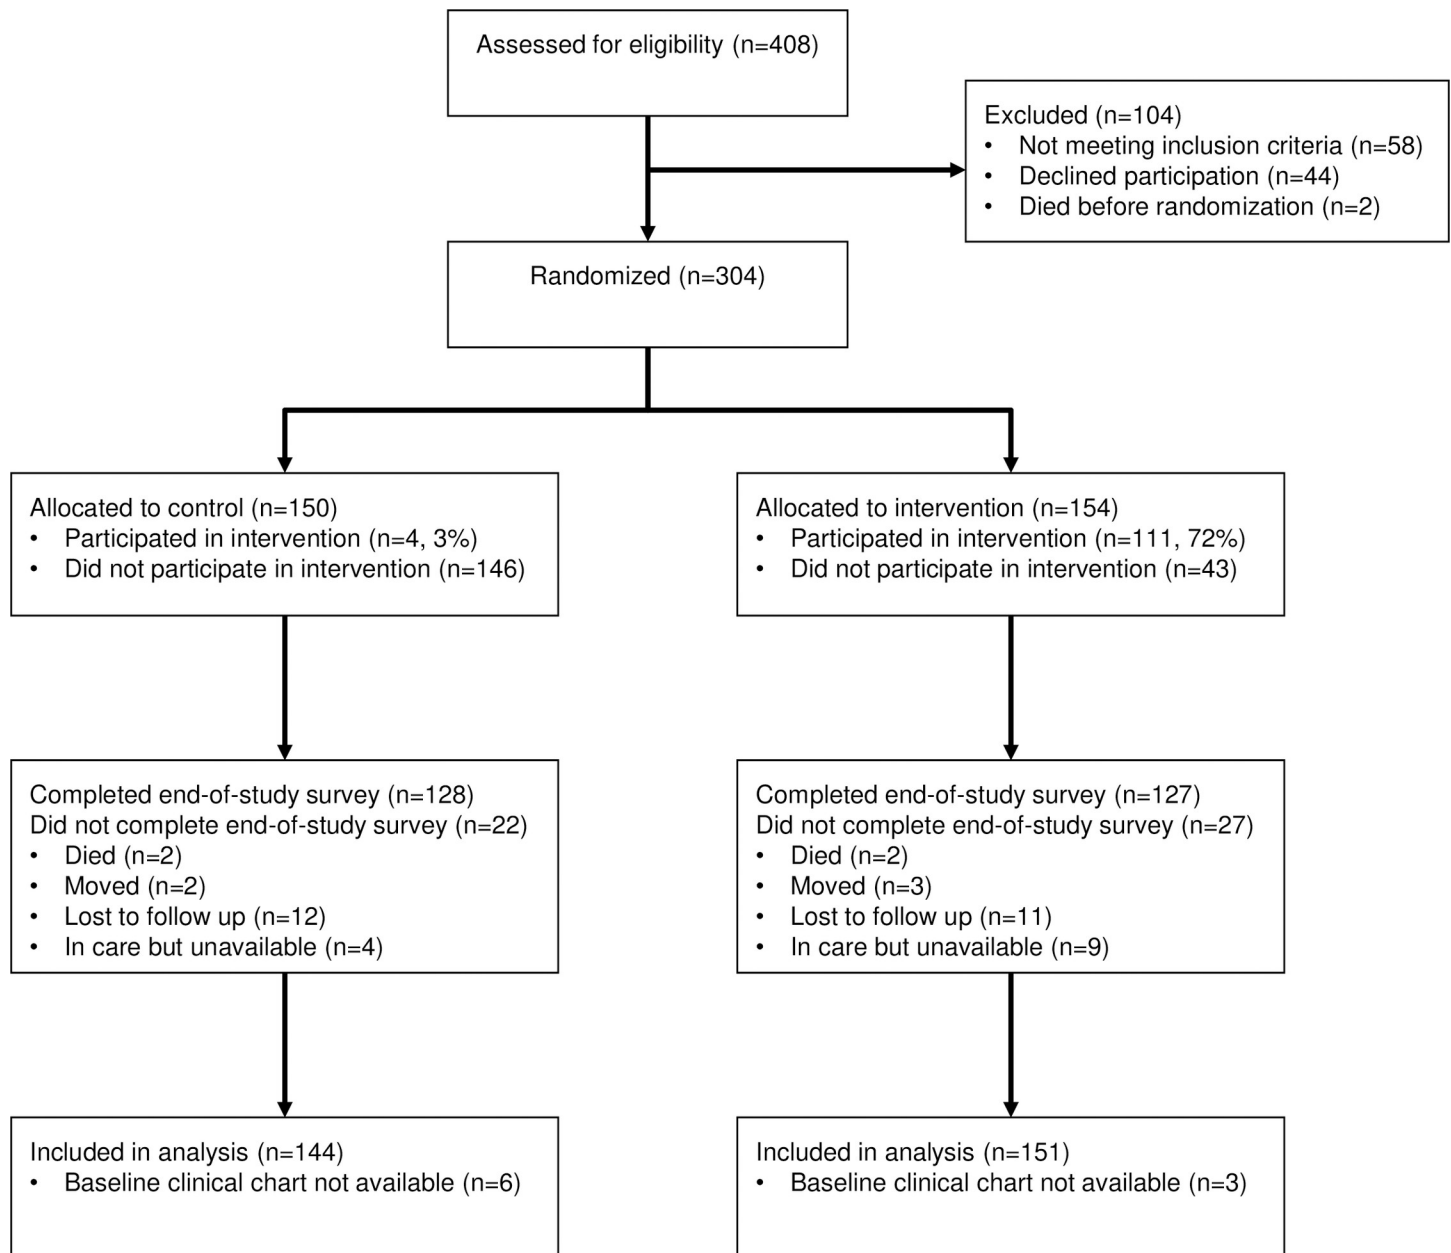 Assessed for eligibility (n=408)
Excluded (n=104)
• Not meeting inclusion criteria (n=58)
• Declined participation (n=44)
• Died before randomization (n=2)
Randomized (n=304)
Allocated to control (n=150)
• Participated in intervention (n=4, 3%)
• Did not participate in intervention (n=146)
Allocated to intervention (n=154)
• Participated in intervention (n=111, 72%)
• Did not participate in intervention (n=43)
Completed end-of-study survey (n=128)
Did not complete end-of-study survey (n=22)
• Died (n=2)
• Moved (n=2)
• Lost to follow up (n=12)
• In care but unavailable (n=4)
Completed end-of-study survey (n=127)
Did not complete end-of-study survey (n=27)
• Died (n=2)
• Moved (n=3)
• Lost to follow up (n=11)
• In care but unavailable (n=9)
Included in analysis (n=144)
• Baseline clinical chart not available (n=6)
Included in analysis (n=151)
• Baseline clinical chart not available (n=3)